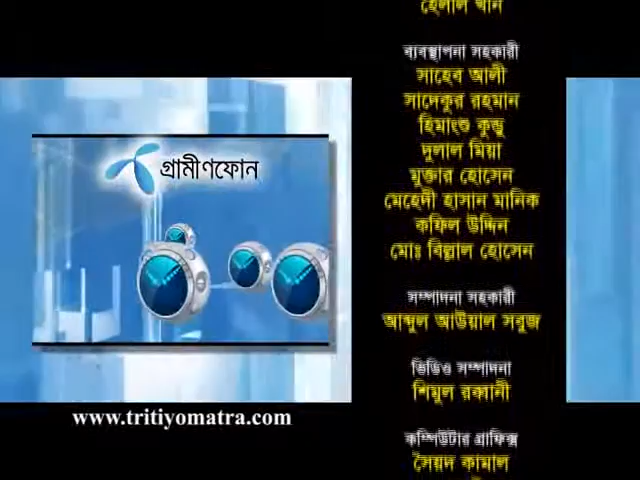 গ্রামীণফোন
www.tritiyomatra.com
হেলাল খান
ব্যবস্থাপনা সহকারী
সাহেব আলী
সাদেকুর রহমান
হিমাংশু কুন্ডু
দুলাল মিয়া
মুক্তার হোসেন
মেহেদী হাসান মানিক
কফিল উদ্দিন
মোঃ বিল্লাল হোসেন
সম্পাদনা সহকারী
আব্দুল আউয়াল সবুজ
ভিডিও সম্পাদনা
শিমুল রব্বানী
কম্পিউটার গ্রাফিক্স
সৈয়দ কামাল